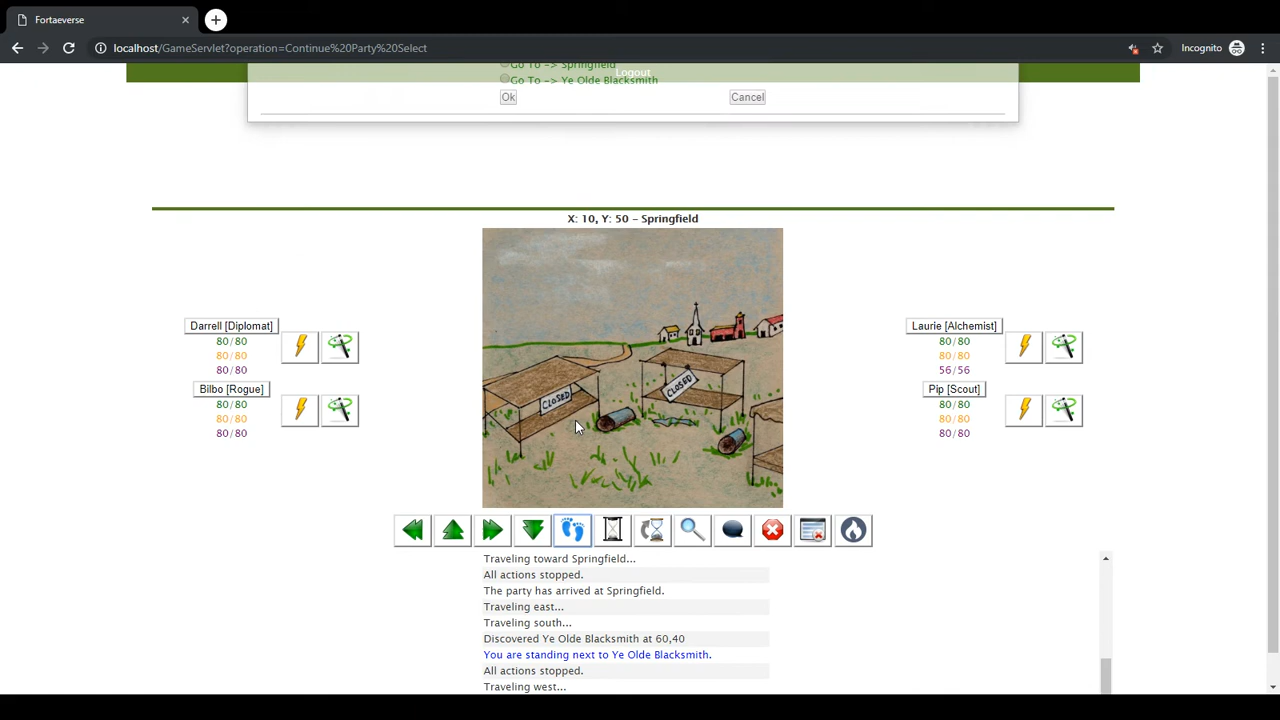 Fortaeverse
localhost/GameServlet?operation=Continue%20Party%20Select
Incognito
Go To -> Springfield
Logout
Go To -> Ye Olde Blacksmith
Ok
Cancel
X: 10, Y: 50 - Springfield
Darrell [Diplomat]
80/80
80/80
80/80
Bilbo [Rogue]
80/80
80/80
80/80
CLOSED
CLOSED
Laurie [Alchemist]
80/80
80/80
56/56
Pip [Scout]
80/80
80/80
80/80
Traveling toward Springfield...
All actions stopped.
The party has arrived at Springfield.
Traveling east...
Traveling south...
Discovered Ye Olde Blacksmith at 60,40
You are standing next to Ye Olde Blacksmith.
All actions stopped.
Traveling west...